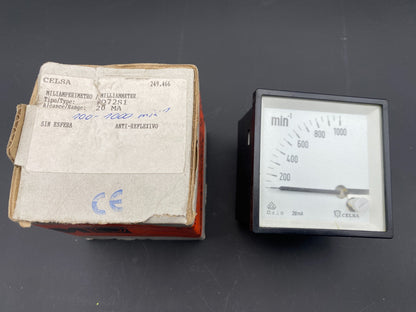 CELSA
249.466
MILIAMPERIMETRO / MILLIAMMETER
Tipo/Type: PQ72S1
Alcance/Range: 20 MA
100-1000 min⁻¹
SIN ESFERA ANTI-REFLEXIVO
CE
min⁻¹
200
400
600
800
1000
20mA
CELSA